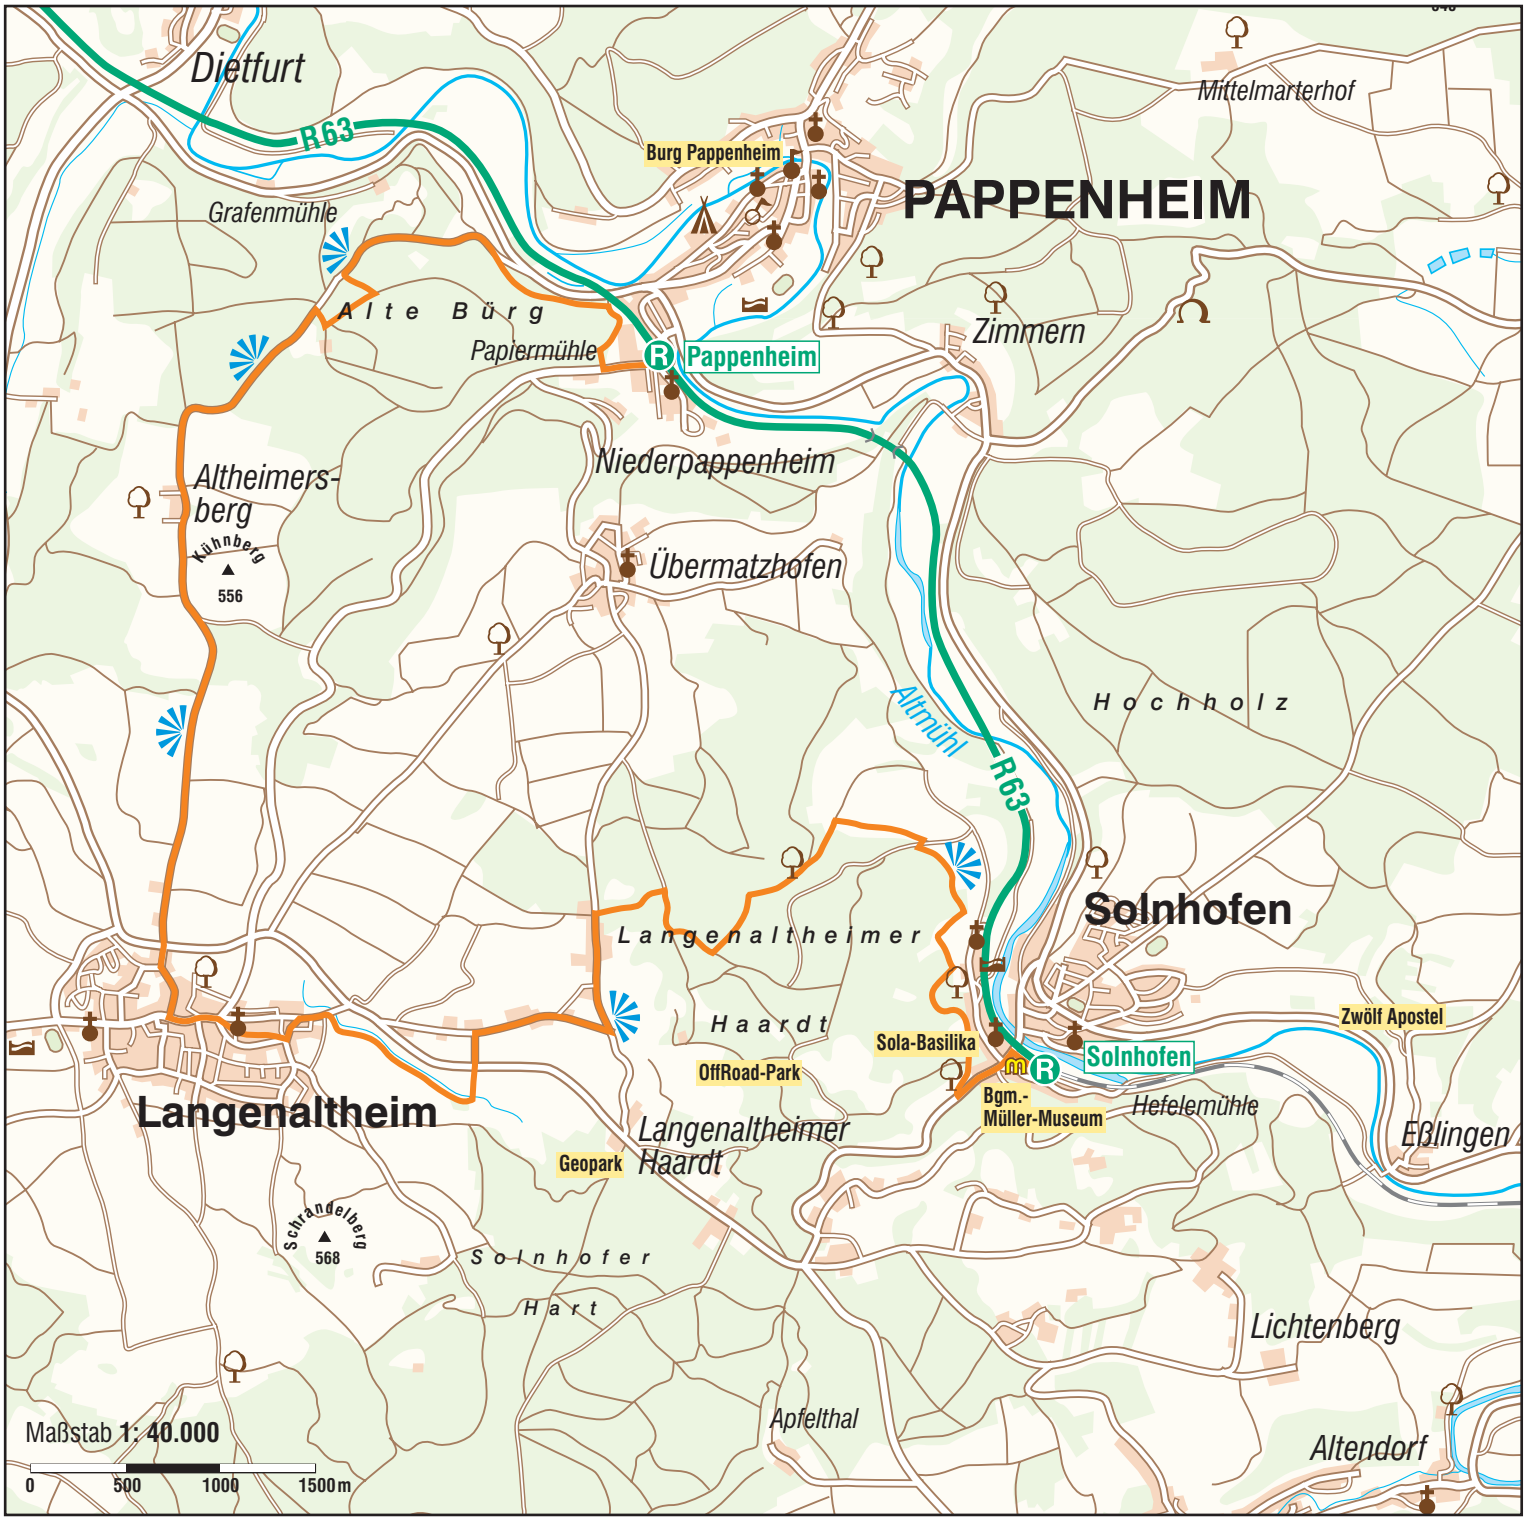 Dietfurt
Mittelmarterhof
R63
Burg Pappenheim
PAPPENHEIM
Grafenmühle
Alte Bürg
Zimmern
Papiermühle
R
Pappenheim
Niederpappenheim
Altheimers-
berg
Kühnberg
556
Übermatzhofen
Altmühl
Hochholz
R63
Solnhofen
Langenaltheimer
Haardt
Zwölf Apostel
Sola-Basilika
Solnhofen
m
R
OffRoad-Park
Bgm.-
Müller-Museum
Hefelemühle
Langenaltheim
Langenaltheimer
Haardt
Eßlingen
Geopark
Schrandelberg
568
Solnhofer
Hart
Lichtenberg
Apfelthal
Maßstab 1: 40.000
Altendorf
0 500 1000 1500m